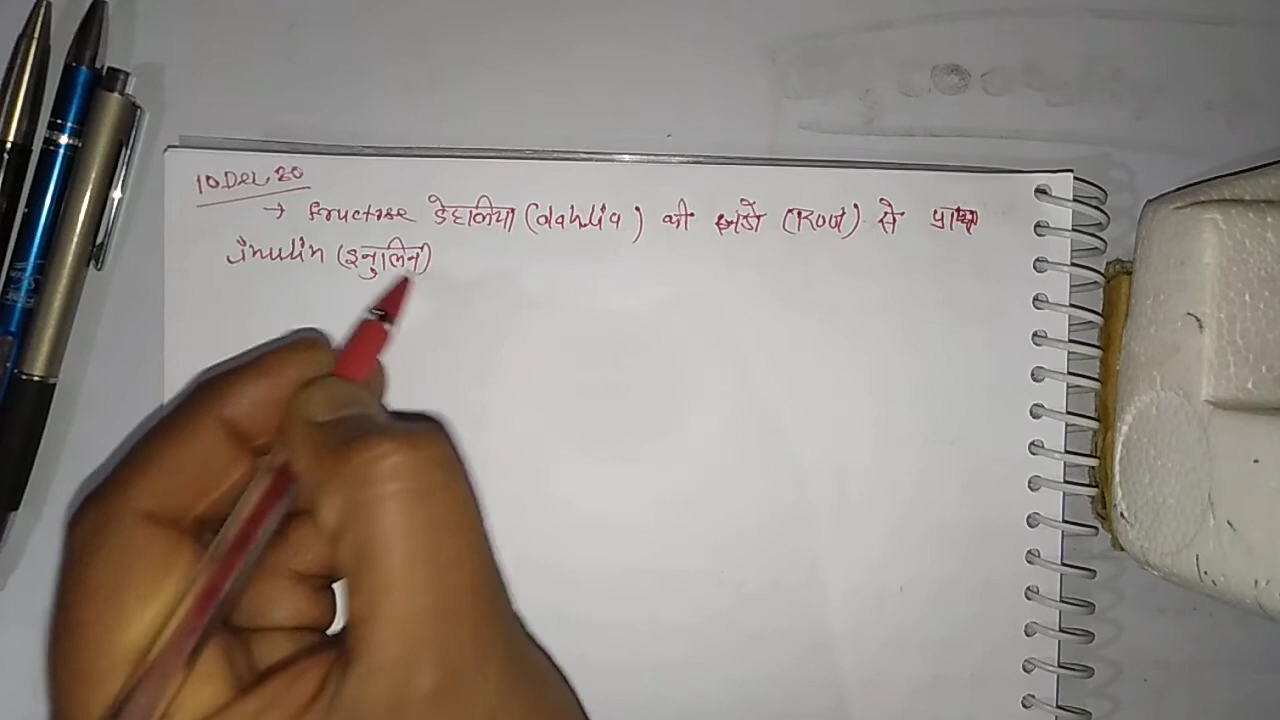 10 Dec 20
→ fructose डेहलिया (dahlia) की जड़ों (Root) से प्राप्त
inulin (इनुलिन)